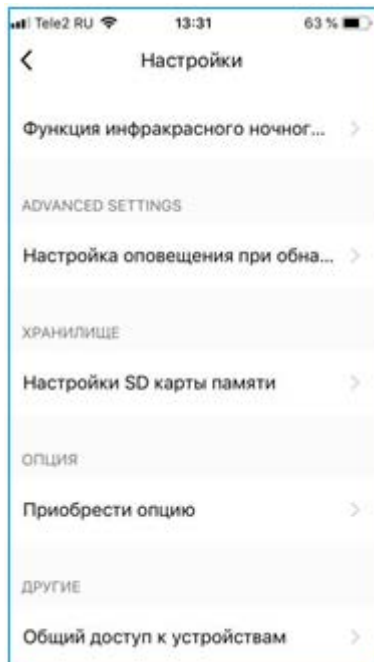 Tele2 RU 13:31 63 %
Настройки
Функция инфракрасного ночног...
ADVANCED SETTINGS
Настройка оповещения при обна...
ХРАНИЛИЩЕ
Настройки SD карты памяти
ОПЦИЯ
Приобрести опцию
ДРУГИЕ
Общий доступ к устройствам